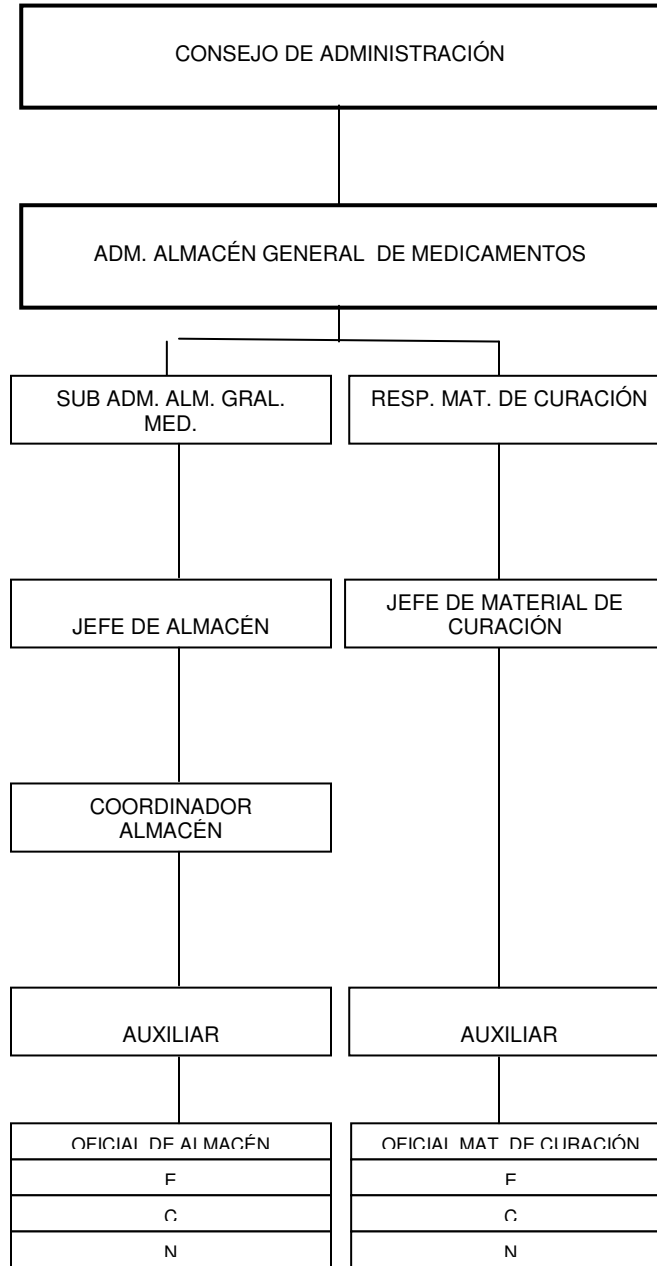 CONSEJO DE ADMINISTRACIÓN
ADM. ALMACÉN GENERAL DE MEDICAMENTOS
SUB ADM. ALM. GRAL.
MED.
RESP. MAT. DE CURACIÓN
JEFE DE ALMACÉN
JEFE DE MATERIAL DE
CURACIÓN
COORDINADOR
ALMACÉN
AUXILIAR
AUXILIAR
OFICIAL DE ALMACÉN
OFICIAL MAT. DE CURACIÓN
C
C
N
N